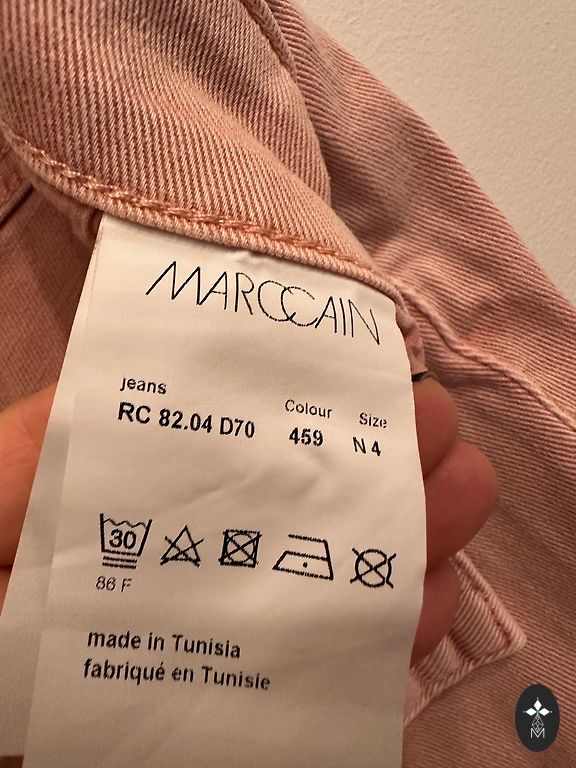 MARCCAIN
jeans
RC 82.04 D70
Colour
459
Size
N 4
30
86 F
made in Tunisia
fabriqué en Tunisie
M